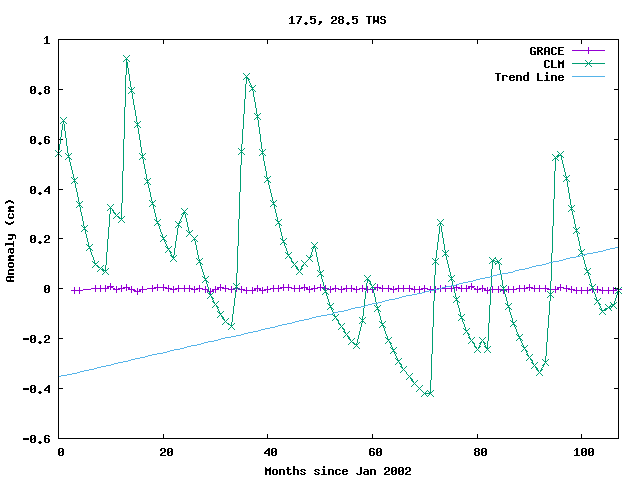 17.5, 28.5 TWS
GRACE
CLM
Trend Line
1
0.8
0.6
0.4
0.2
0
-0.2
-0.4
-0.6
Anomaly (cm)
0 20 40 60 80 100
Months since Jan 2002